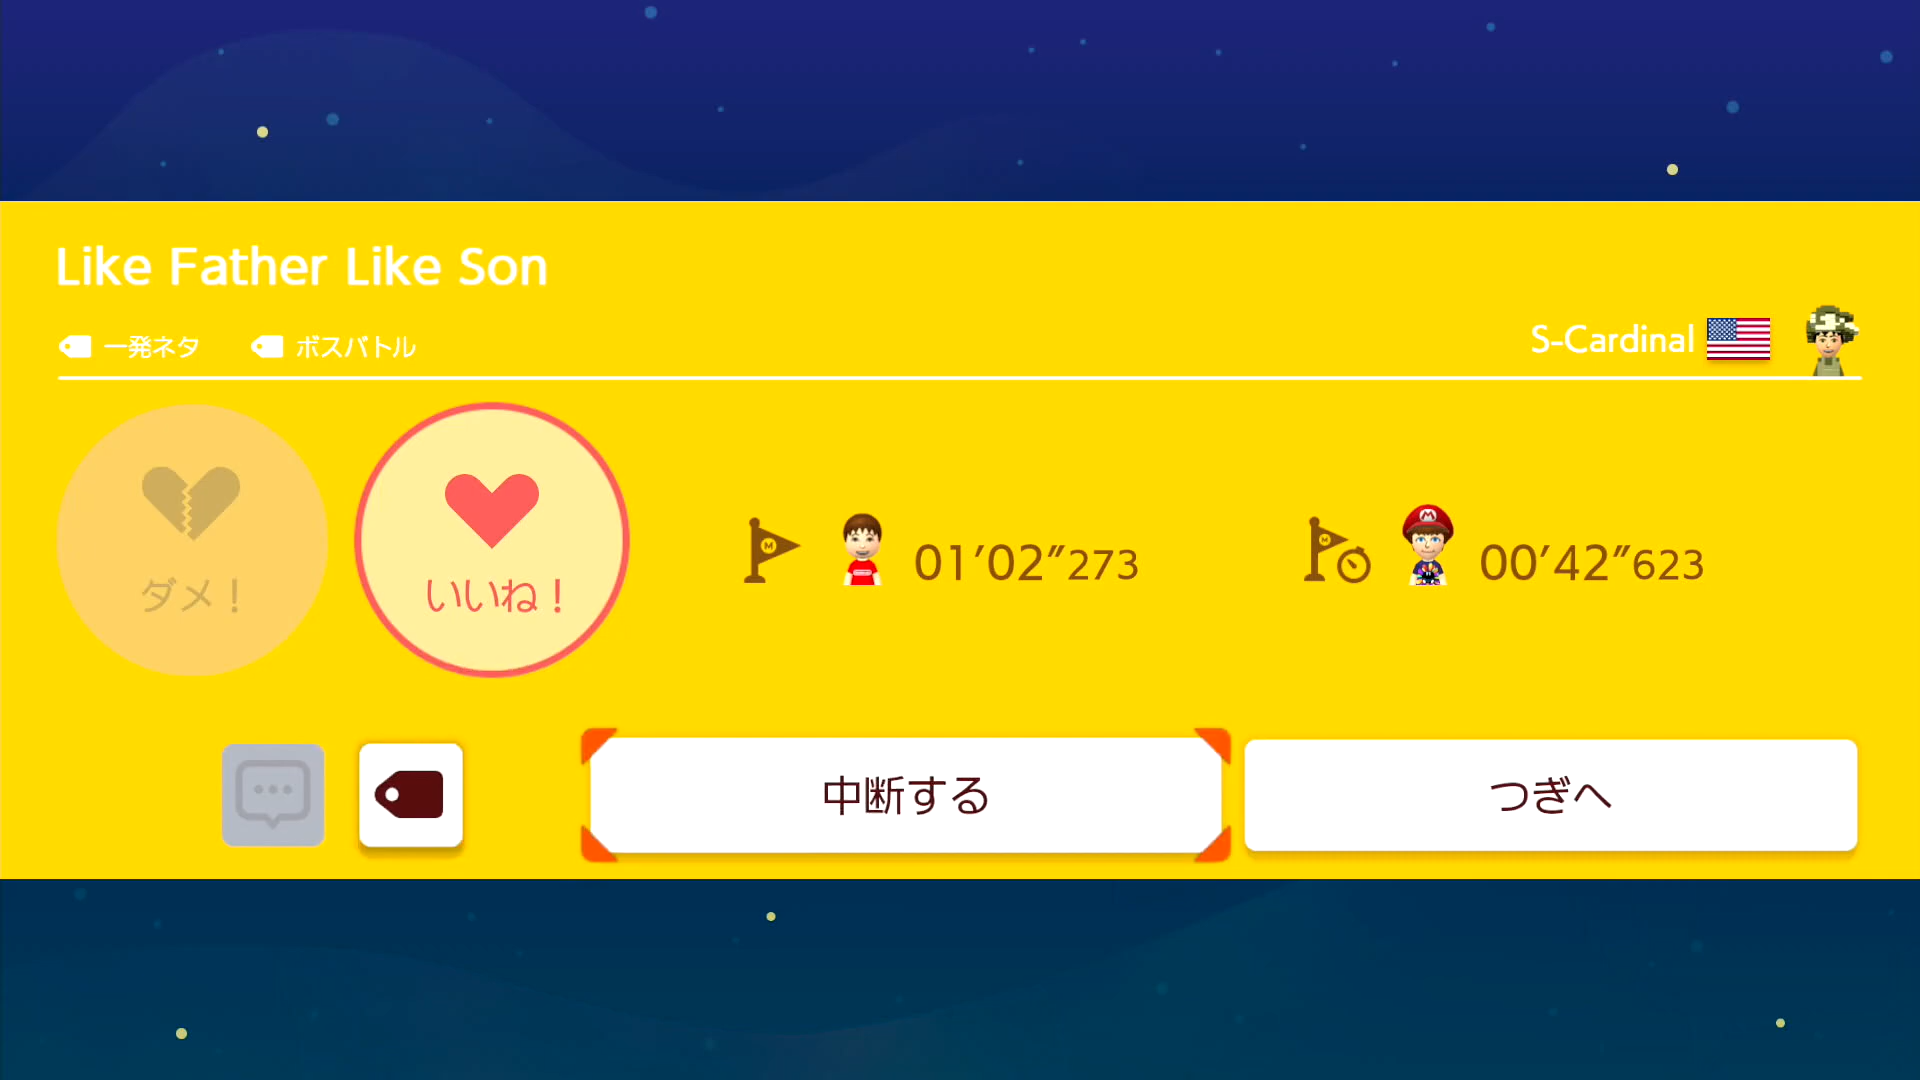 Like Father Like Son
一発ネタ ボスバトル
S-Cardinal
ダメ!
いいね!
01′02″273
00′42″623
中断する
つぎへ